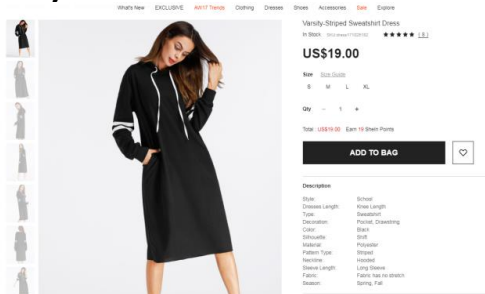 What's New EXCLUSIVE AW17 Trends Clothing Dresses Shoes Accessories Sale Explore
Varsity-Striped Sweatshirt Dress
In Stock
US$19.00
Size Size Guide
S M L XL
Qty - 1 +
Total : US$19.00 Earn 19 SheIn Points
ADD TO BAG
Description
Style: School
Dresses Length: Knee Length
Type: Sweatshirt
Decoration: Pocket, Drawstring
Color: Black
Silhouette: Shift
Material: Polyester
Pattern Type: Striped
Neckline: Hooded
Sleeve Length: Long Sleeve
Fabric: Fabric has no stretch
Season: Spring, Fall